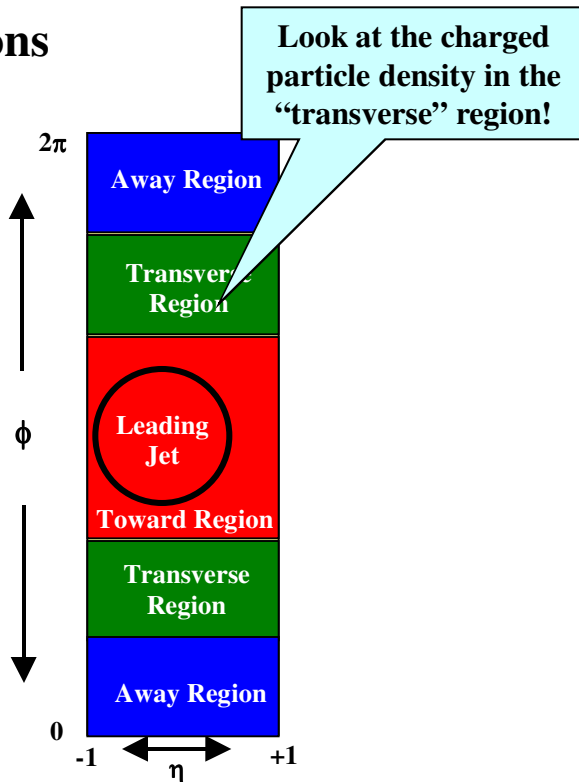 ons
Look at the charged
particle density in the
“transverse” region!
2π
Away Region
Transverse
Region
Leading
Jet
ϕ
Toward Region
Transverse
Region
Away Region
0
-1
+1
η